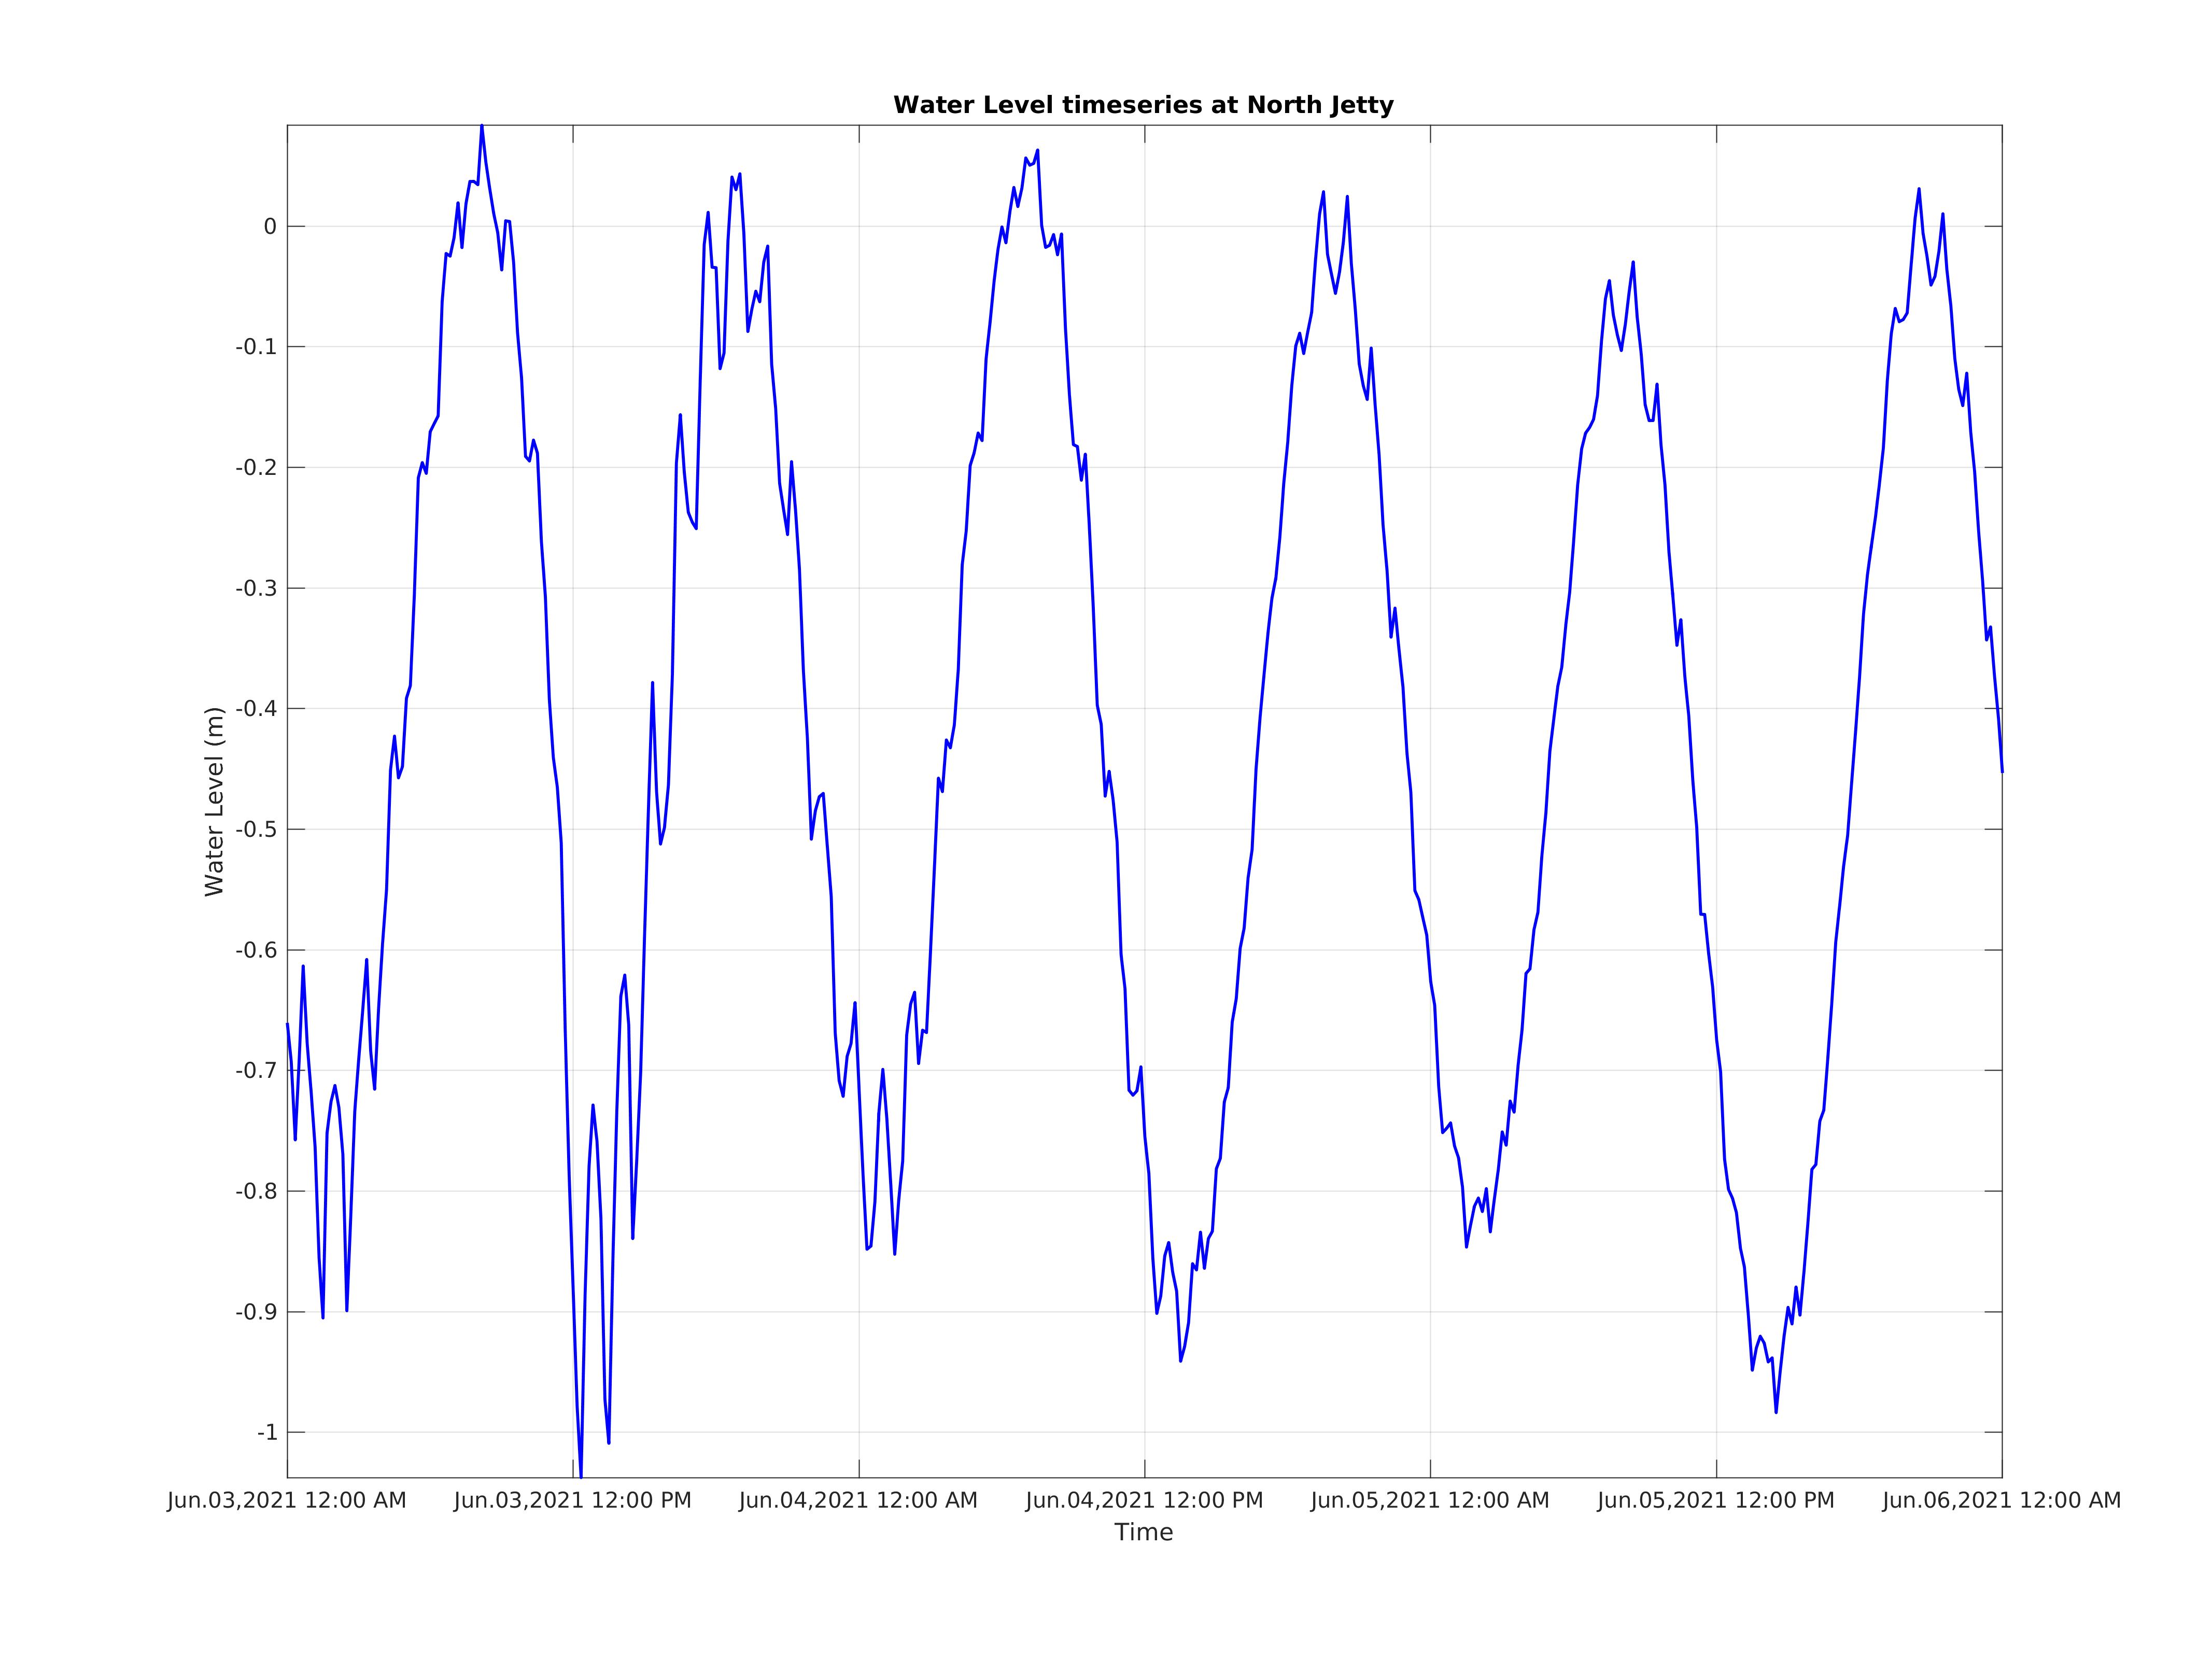 Water Level timeseries at North Jetty
0
-0.1
-0.2
-0.3
-0.4
-0.5
-0.6
-0.7
-0.8
-0.9
-1
Water Level (m)
Jun.03,2021 12:00 AM Jun.03,2021 12:00 PM Jun.04,2021 12:00 AM Jun.04,2021 12:00 PM Jun.05,2021 12:00 AM Jun.05,2021 12:00 PM Jun.06,2021 12:00 AM
Time